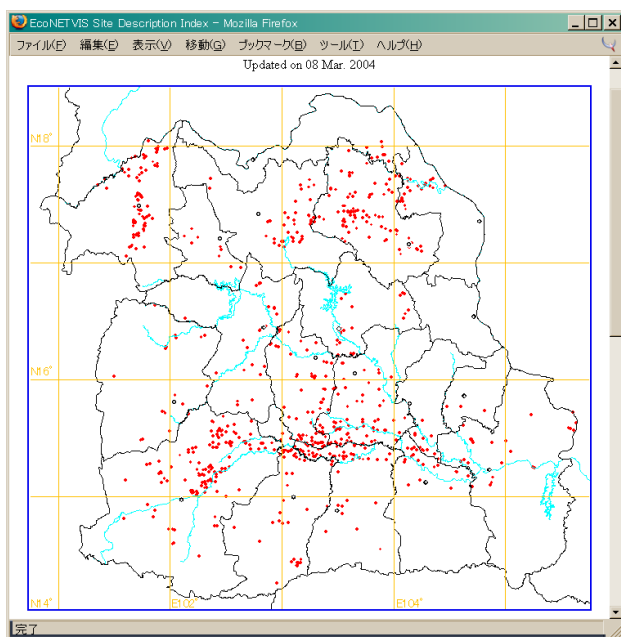 EcoNETVIS Site Description Index - Mozilla Firefox
ファイル(F) 編集(E) 表示(V) 移動(G) ブックマーク(B) ツール(T) ヘルプ(H)
Updated on 08 Mar. 2004
N18°
N16°
N14° E102° E104°
完了